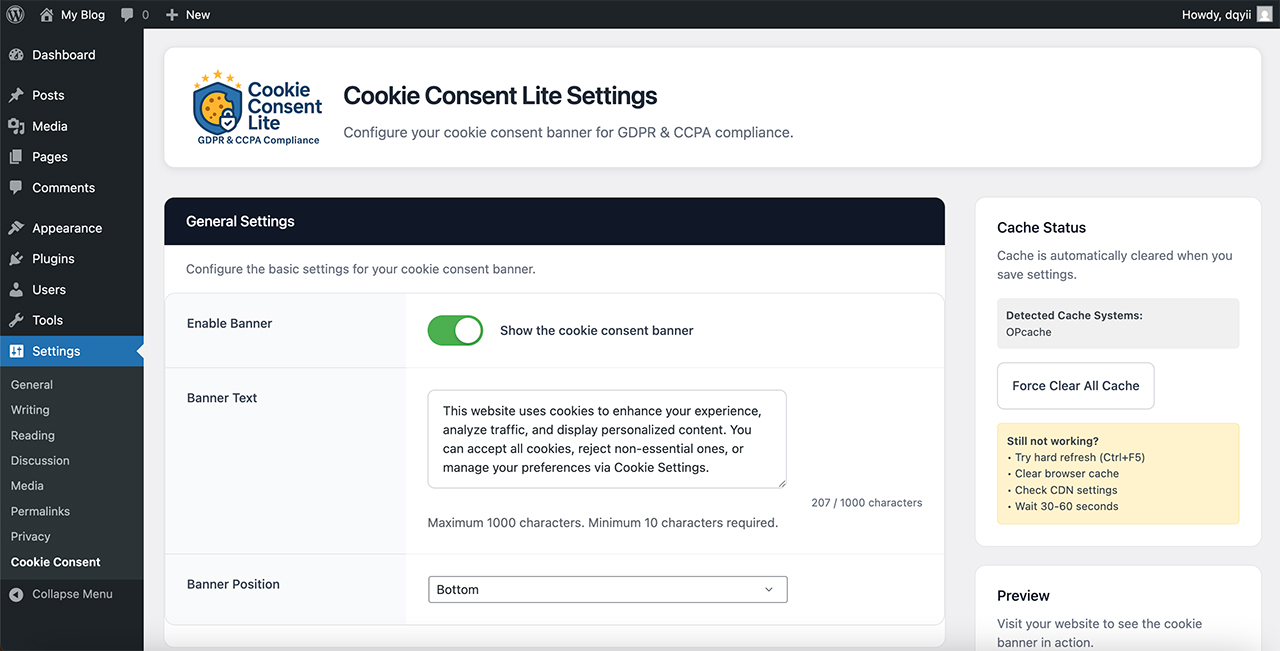 My Blog
0
New
Howdy, dqyii
Dashboard
Posts
Media
Pages
Comments
Appearance
Plugins
Users
Tools
Settings
General
Writing
Reading
Discussion
Media
Permalinks
Privacy
Cookie Consent
Collapse Menu
Cookie
Consent
Lite
GDPR & CCPA Compliance
Cookie Consent Lite Settings
Configure your cookie consent banner for GDPR & CCPA compliance.
General Settings
Configure the basic settings for your cookie consent banner.
Enable Banner
Show the cookie consent banner
Banner Text
This website uses cookies to enhance your experience,
analyze traffic, and display personalized content. You
can accept all cookies, reject non-essential ones, or
manage your preferences via Cookie Settings.
207 / 1000 characters
Maximum 1000 characters. Minimum 10 characters required.
Banner Position
Bottom
Cache Status
Cache is automatically cleared when you
save settings.
Detected Cache Systems:
OPcache
Force Clear All Cache
Still not working?
• Try hard refresh (Ctrl+F5)
• Clear browser cache
• Check CDN settings
• Wait 30-60 seconds
Preview
Visit your website to see the cookie
banner in action.